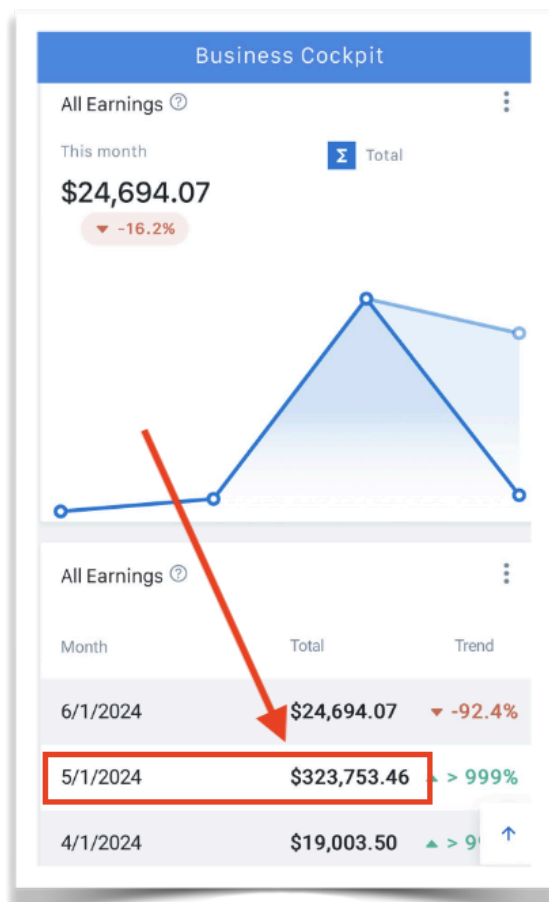 Business Cockpit
All Earnings ?
This month
Σ Total
$24,694.07
▼ -16.2%
All Earnings ?
Month Total Trend
6/1/2024 $24,694.07 ▼ -92.4%
5/1/2024 $323,753.46 ▲ > 999%
4/1/2024 $19,003.50 ▲ > 9